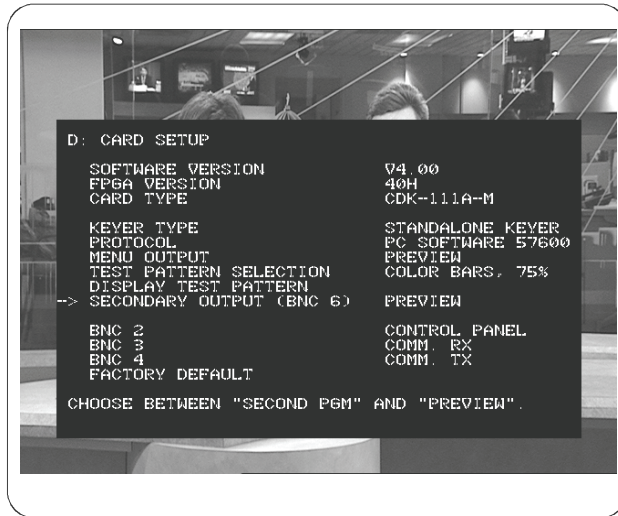 D: CARD SETUP
SOFTWARE VERSION V4.00
FPGA VERSION 40H
CARD TYPE CDK-111A-M
KEYER TYPE STANDALONE KEYER
PROTOCOL PC SOFTWARE 57600
MENU OUTPUT PREVIEW
TEST PATTERN SELECTION COLOR BARS, 75%
DISPLAY TEST PATTERN
--> SECONDARY OUTPUT (BNC 6) PREVIEW
BNC 2 CONTROL PANEL
BNC 3 COMM. RX
BNC 4 COMM. TX
FACTORY DEFAULT
CHOOSE BETWEEN "SECOND PGM" AND "PREVIEW".